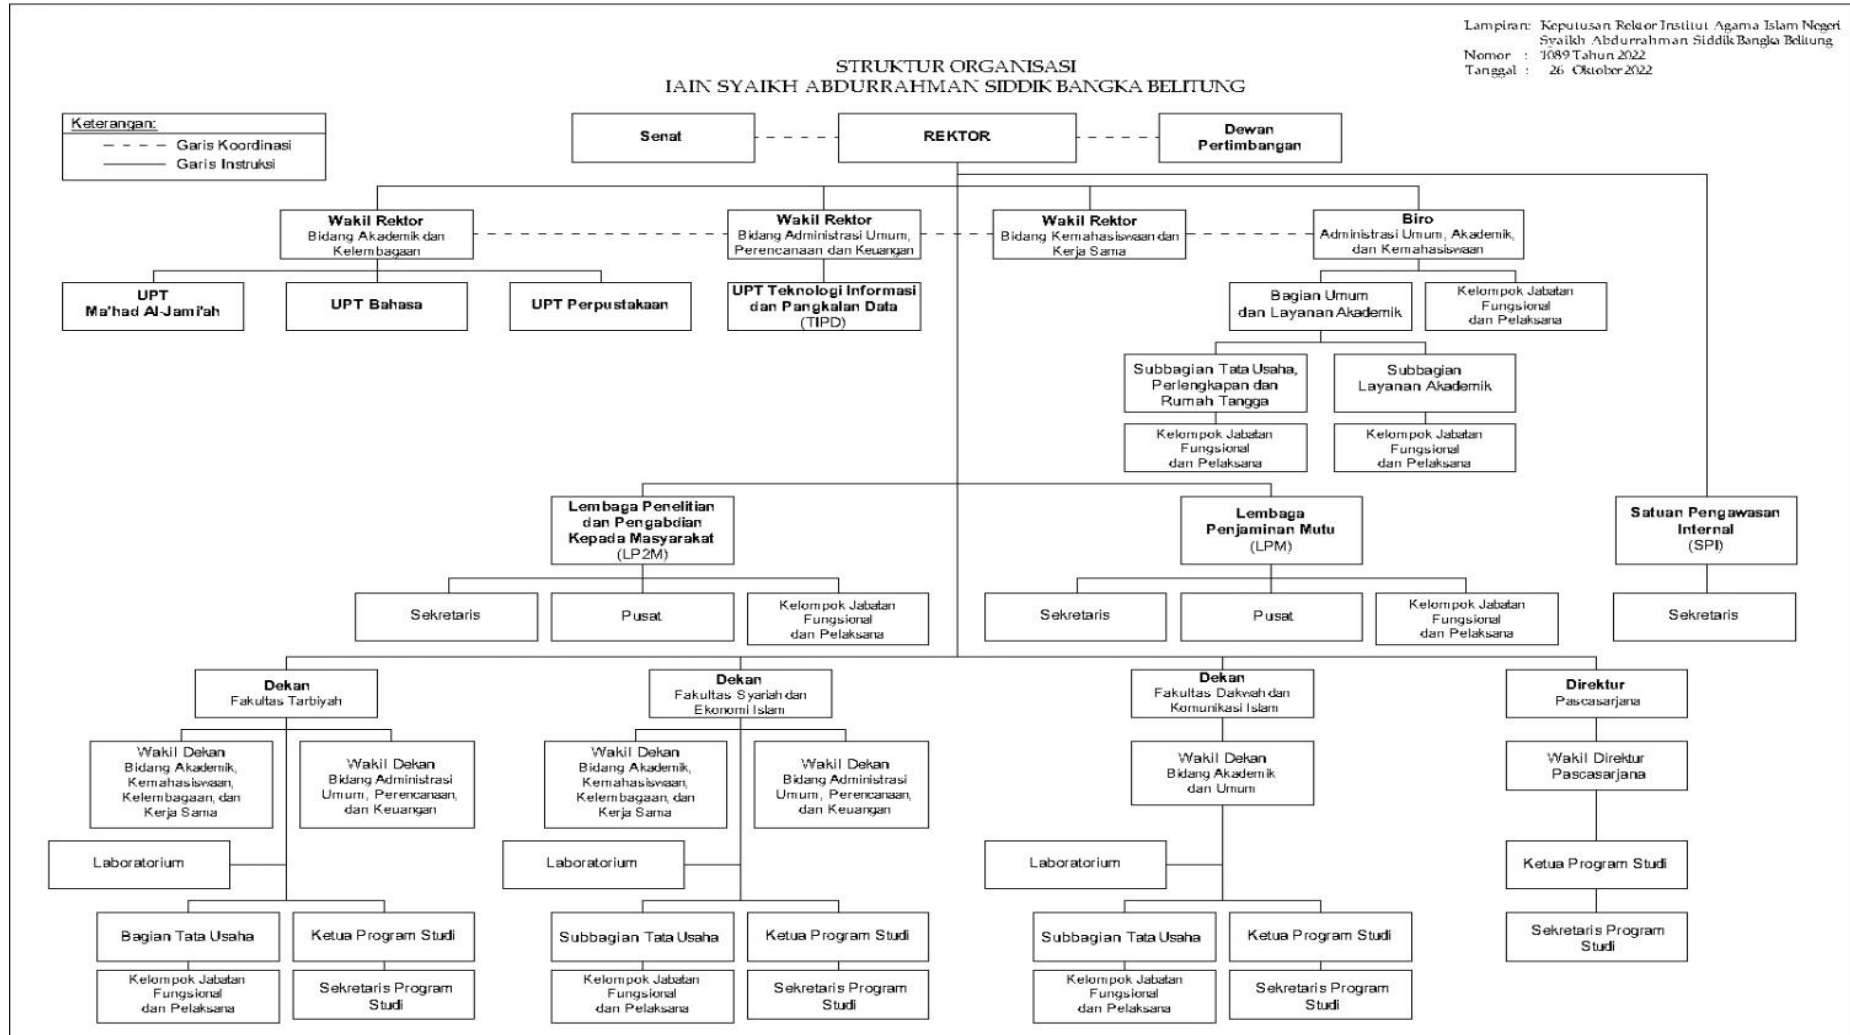 Lampiran: Keputusan Rektor Institut Agama Islam Negeri
Syaikh Abdurrahman Siddik Bangka Belitung
Nomor : 1089 Tahun 2022
Tanggal : 26 Oktober 2022
STRUKTUR ORGANISASI
IAIN SYAIKH ABDURRAHMAN SIDDIK BANGKA BELITUNG
Keterangan:
Garis Koordinasi
Garis Instruksi
Senat
REKTOR
Dewan
Pertimbangan
Wakil Rektor
Bidang Akademik dan
Kelembagaan
Wakil Rektor
Bidang Administrasi Umum,
Perencanaan dan Keuangan
Wakil Rektor
Bidang Kemahasiswaan dan
Kerja Sama
Biro
Administrasi Umum, Akademik,
dan Kemahasiswaan
UPT
Ma'had Al-Jami'ah
UPT Bahasa
UPT Perpustakaan
UPT Teknologi Informasi
dan Pangkalan Data
(TIPD)
Bagian Umum
dan Layanan Akademik
Kelompok Jabatan
Fungsional
dan Pelaksana
Subbagian Tata Usaha,
Perlengkapan dan
Rumah Tangga
Subbagian
Layanan Akademik
Kelompok Jabatan
Fungsional
dan Pelaksana
Kelompok Jabatan
Fungsional
dan Pelaksana
Lembaga Penelitian
dan Pengabdian
Kepada Masyarakat
(LP2M)
Lembaga
Penjaminan Mutu
(LPM)
Satuan Pengawasan
Internal
(SPI)
Sekretaris
Pusat
Kelompok Jabatan
Fungsional
dan Pelaksana
Sekretaris
Pusat
Kelompok Jabatan
Fungsional
dan Pelaksana
Sekretaris
Dekan
Fakultas Tarbiyah
Dekan
Fakultas Syariah dan
Ekonomi Islam
Dekan
Fakultas Dakwah dan
Komunikasi Islam
Direktur
Pascasarjana
Wakil Dekan
Bidang Akademik,
Kemahasiswaan,
Kelembagaan, dan
Kerja Sama
Wakil Dekan
Bidang Administrasi
Umum, Perencanaan,
dan Keuangan
Wakil Dekan
Bidang Akademik,
Kemahasiswaan,
Kelembagaan, dan
Kerja Sama
Wakil Dekan
Bidang Administrasi
Umum, Perencanaan,
dan Keuangan
Wakil Dekan
Bidang Akademik
dan Umum
Wakil Direktur
Pascasarjana
Laboratorium
Laboratorium
Laboratorium
Ketua Program Studi
Bagian Tata Usaha
Ketua Program Studi
Subbagian Tata Usaha
Ketua Program Studi
Subbagian Tata Usaha
Ketua Program Studi
Sekretaris Program
Studi
Kelompok Jabatan
Fungsional
dan Pelaksana
Sekretaris Program
Studi
Kelompok Jabatan
Fungsional
dan Pelaksana
Sekretaris Program
Studi
Kelompok Jabatan
Fungsional
dan Pelaksana
Sekretaris Program
Studi